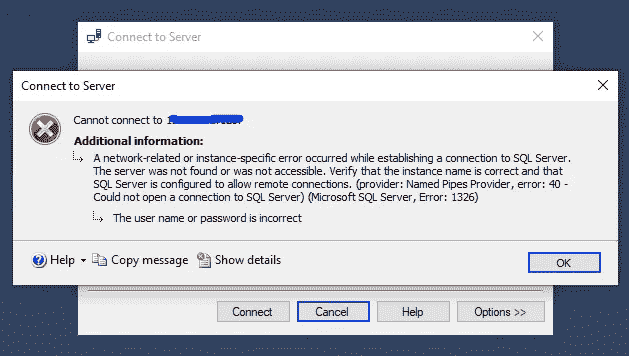 Connect to Server
Connect to Server
Cannot connect to
Additional information:
A network-related or instance-specific error occurred while establishing a connection to SQL Server.
The server was not found or was not accessible. Verify that the instance name is correct and that
SQL Server is configured to allow remote connections. (provider: Named Pipes Provider, error: 40 -
Could not open a connection to SQL Server) (Microsoft SQL Server, Error: 1326)
The user name or password is incorrect
Help
Copy message
Show details
OK
Connect
Cancel
Help
Options >>